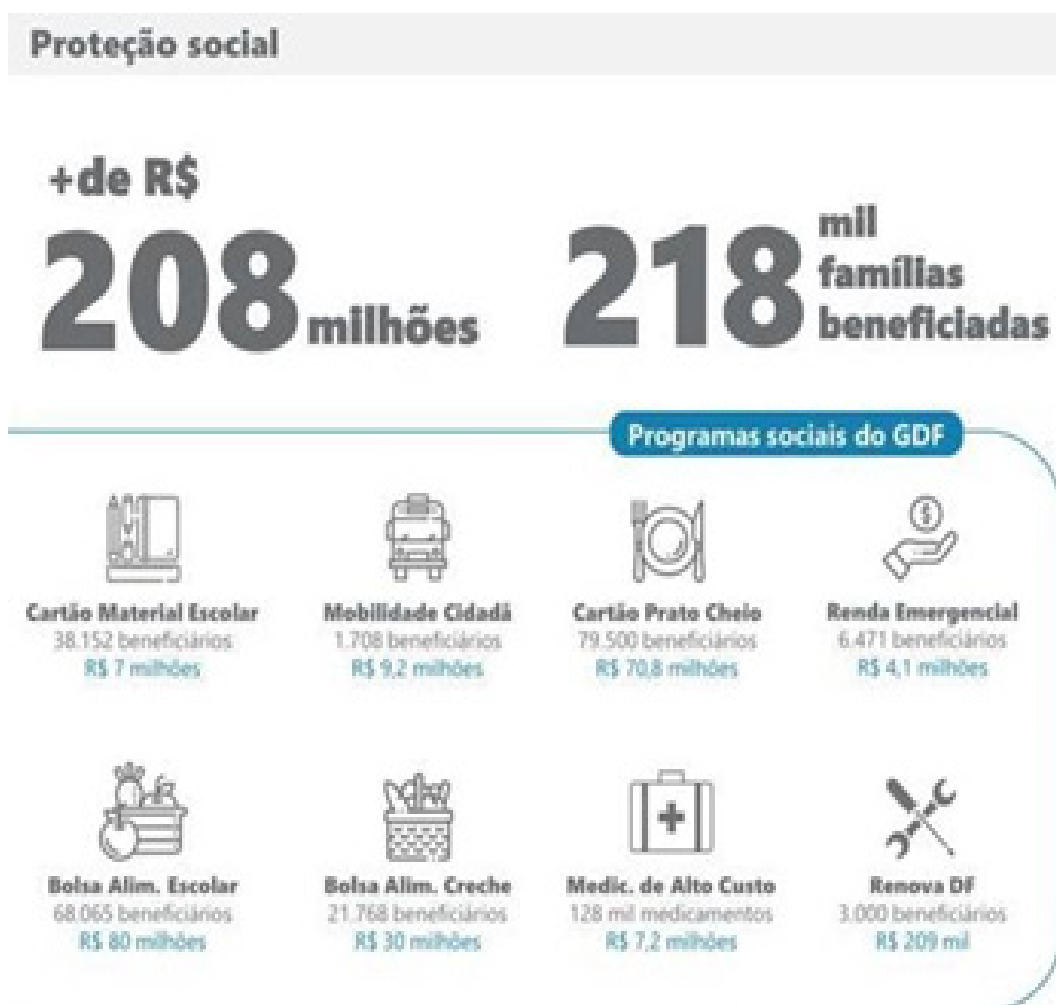 Proteção social
+de R$
208 milhões
218 mil
famílias
beneficiadas
Programas sociais do GDF
Cartão Material Escolar
38.152 beneficiários
R$ 7 milhões
Mobilidade Cidadã
1.708 beneficiários
R$ 9,2 milhões
Cartão Prato Cheio
79.500 beneficiários
R$ 70,8 milhões
Renda Emergencial
6.471 beneficiários
R$ 4,1 milhões
Bolsa Alim. Escolar
68.065 beneficiários
R$ 80 milhões
Bolsa Alim. Creche
21.768 beneficiários
R$ 30 milhões
Medic. de Alto Custo
128 mil medicamentos
R$ 7,2 milhões
Renova DF
3.000 beneficiários
R$ 209 mil